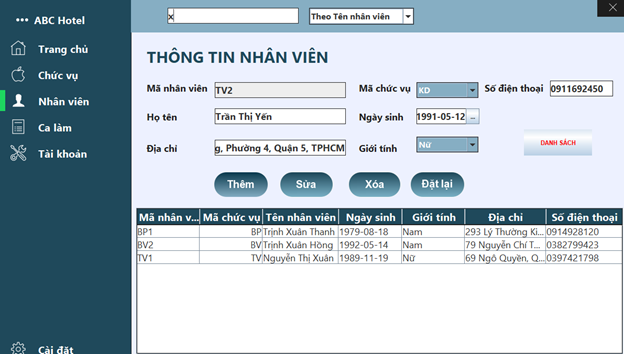 ABC Hotel
x
Theo Tên nhân viên
Trang chủ
Chức vụ
Nhân viên
Ca làm
Tài khoản
Cài đặt
THÔNG TIN NHÂN VIÊN
Mã nhân viên TV2 Mã chức vụ KD Số điện thoại 0911692450
Họ tên Trần Thị Yến Ngày sinh 1991-05-12 ...
Địa chỉ g, Phường 4, Quận 5, TPHCM Giới tính Nữ DANH SÁCH
Thêm Sửa Xóa Đặt lại
Mã nhân v... Mã chức vụ Tên nhân viên Ngày sinh Giới tính Địa chỉ Số điện thoại
BP1 BP Trịnh Xuân Thanh 1979-08-18 Nam 293 Lý Thường Ki... 0914928120
BV2 BV Trịnh Xuân Hồng 1992-05-14 Nam 79 Nguyễn Chí T... 0382799423
TV1 TV Nguyễn Thị Xuân 1989-11-19 Nữ 69 Ngô Quyền, Q... 0397421798